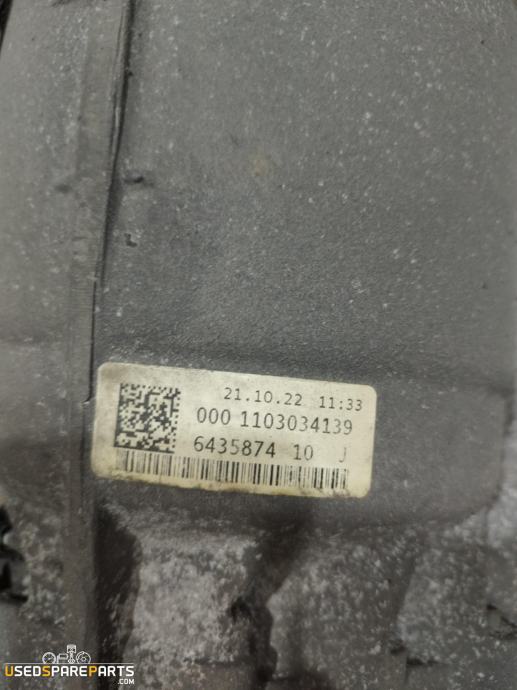 21.10.22 11:33
000 1103034139
6435874 10 J
USEDSPAREPARTS
.COM